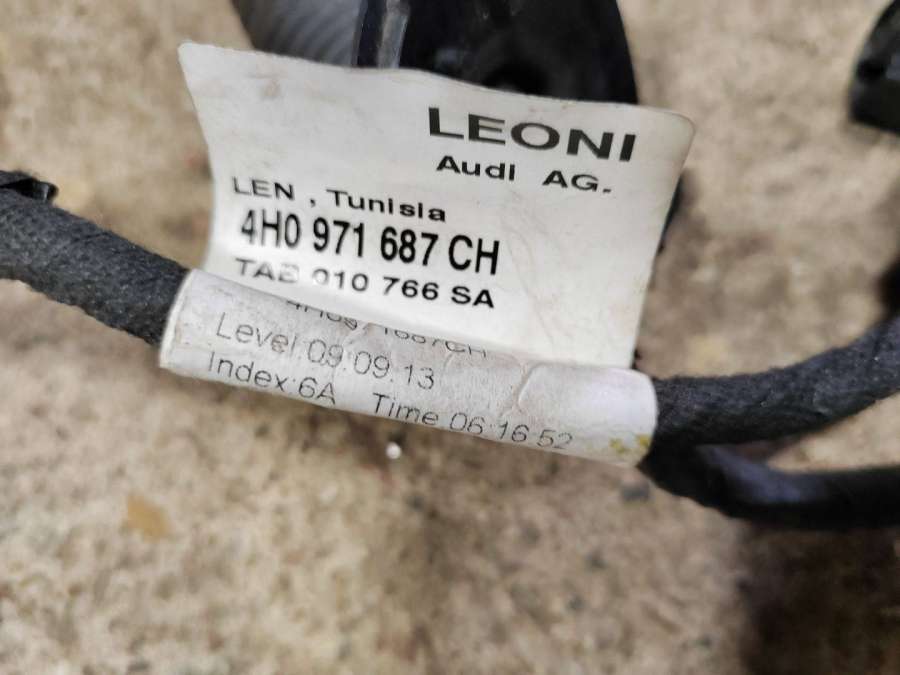 LEONI
Audi AG.
LEN , Tunisia
4H0 971 687 CH
TAB 010 766 SA
Level:09.09.13
Index:6A Time 06:16:52